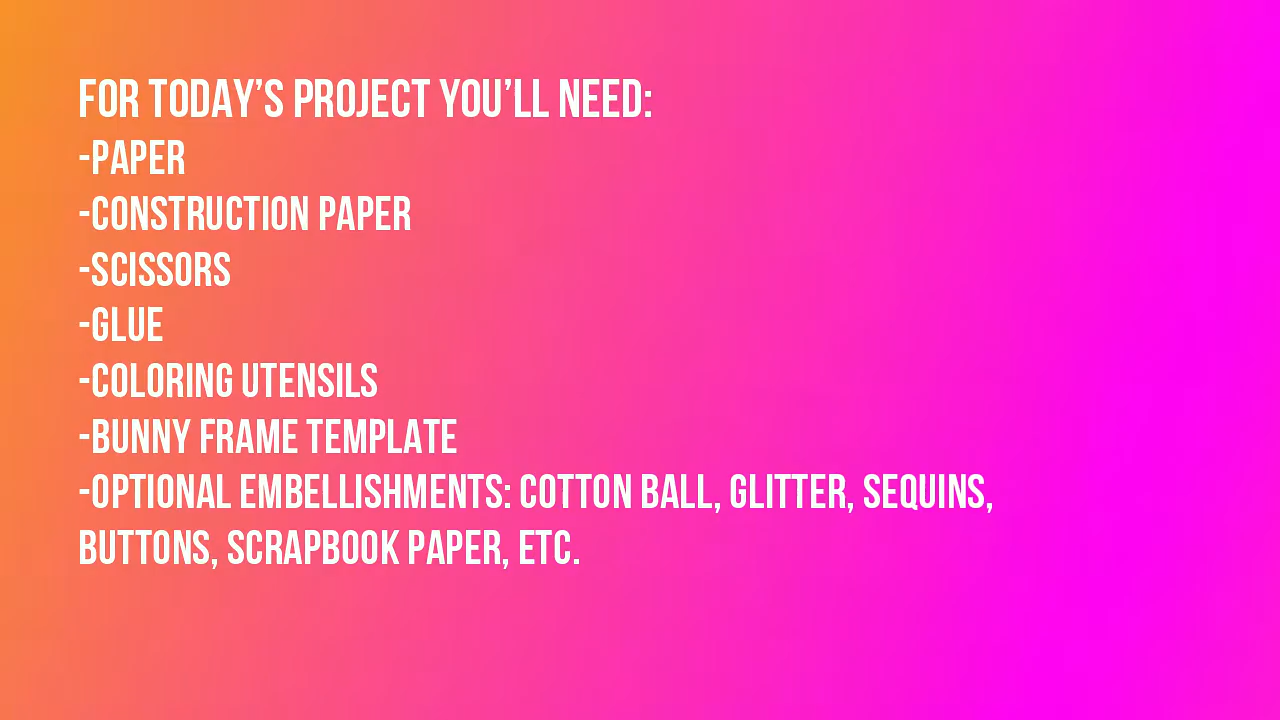 FOR TODAY’S PROJECT YOU’LL NEED:
-PAPER
-CONSTRUCTION PAPER
-SCISSORS
-GLUE
-COLORING UTENSILS
-BUNNY FRAME TEMPLATE
-OPTIONAL EMBELLISHMENTS: COTTON BALL, GLITTER, SEQUINS,
BUTTONS, SCRAPBOOK PAPER, ETC.